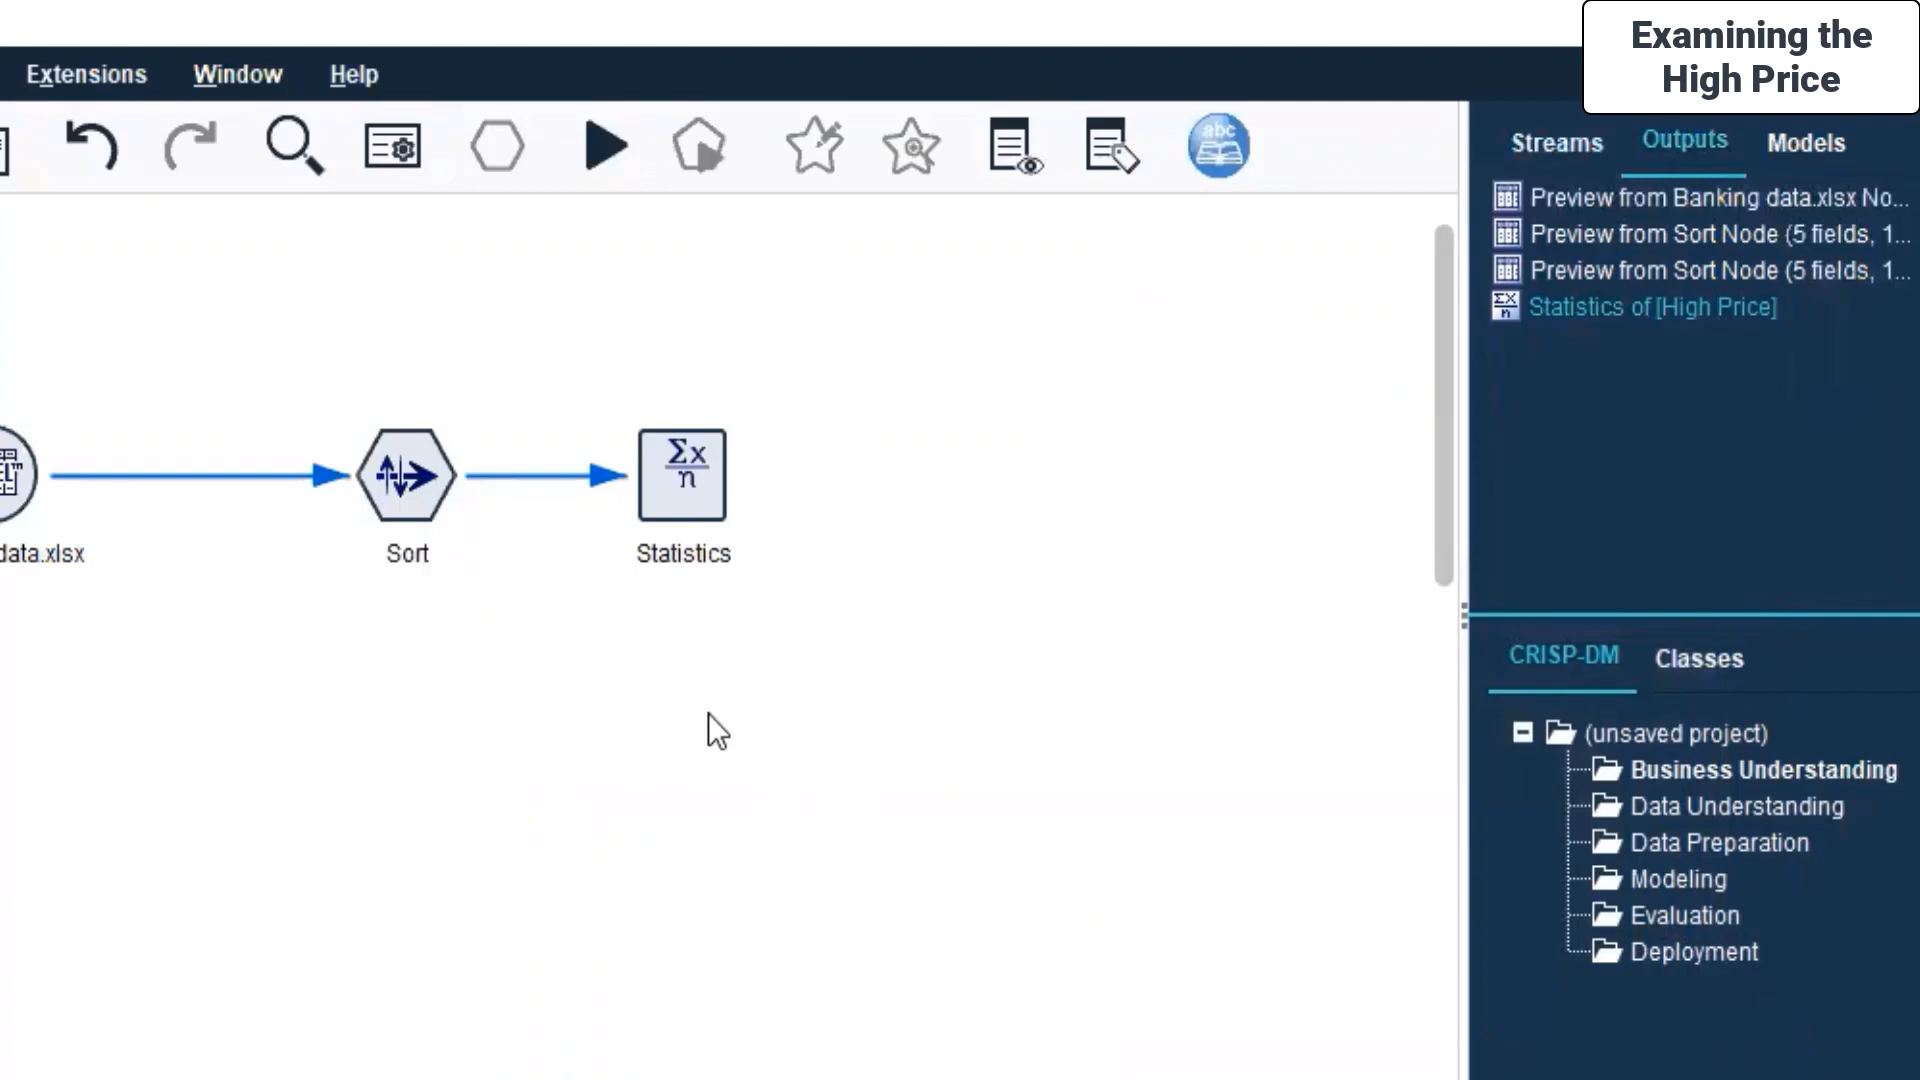 Examining the
High Price
Extensions
Window
Help
abc
Streams
Outputs
Models
Preview from Banking data.xlsx No...
Preview from Sort Node (5 fields, 1...
Preview from Sort Node (5 fields, 1...
Statistics of [High Price]
Σx
n
data.xlsx
Sort
Statistics
CRISP-DM
Classes
(unsaved project)
Business Understanding
Data Understanding
Data Preparation
Modeling
Evaluation
Deployment